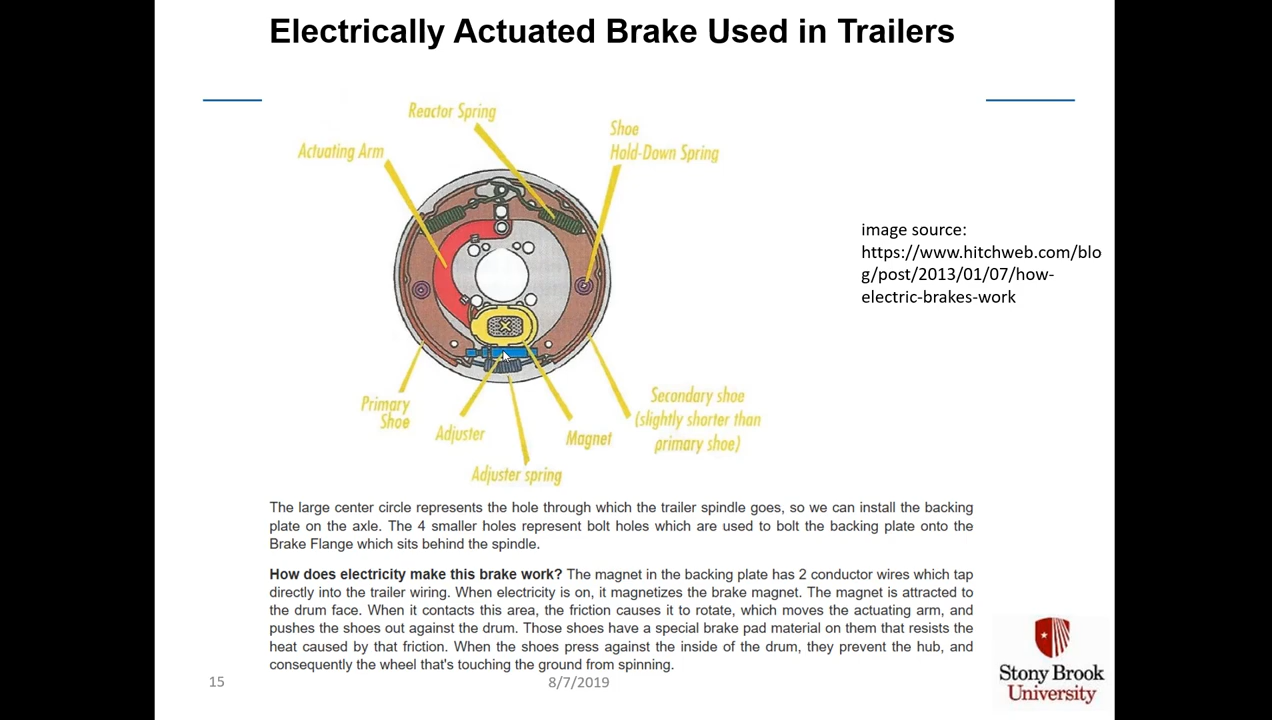 Electrically Actuated Brake Used in Trailers
Reactor Spring
Actuating Arm
Shoe
Hold-Down Spring
image source:
https://www.hitchweb.com/blo
g/post/2013/01/07/how-
electric-brakes-work
Primary
Shoe
Adjuster
Adjuster spring
Magnet
Secondary shoe
(slightly shorter than
primary shoe)
The large center circle represents the hole through which the trailer spindle goes, so we can install the backing
plate on the axle. The 4 smaller holes represent bolt holes which are used to bolt the backing plate onto the
Brake Flange which sits behind the spindle.
How does electricity make this brake work? The magnet in the backing plate has 2 conductor wires which tap
directly into the trailer wiring. When electricity is on, it magnetizes the brake magnet. The magnet is attracted to
the drum face. When it contacts this area, the friction causes it to rotate, which moves the actuating arm, and
pushes the shoes out against the drum. Those shoes have a special brake pad material on them that resists the
heat caused by that friction. When the shoes press against the inside of the drum, they prevent the hub, and
consequently the wheel that's touching the ground from spinning.
15
8/7/2019
Stony Brook
University